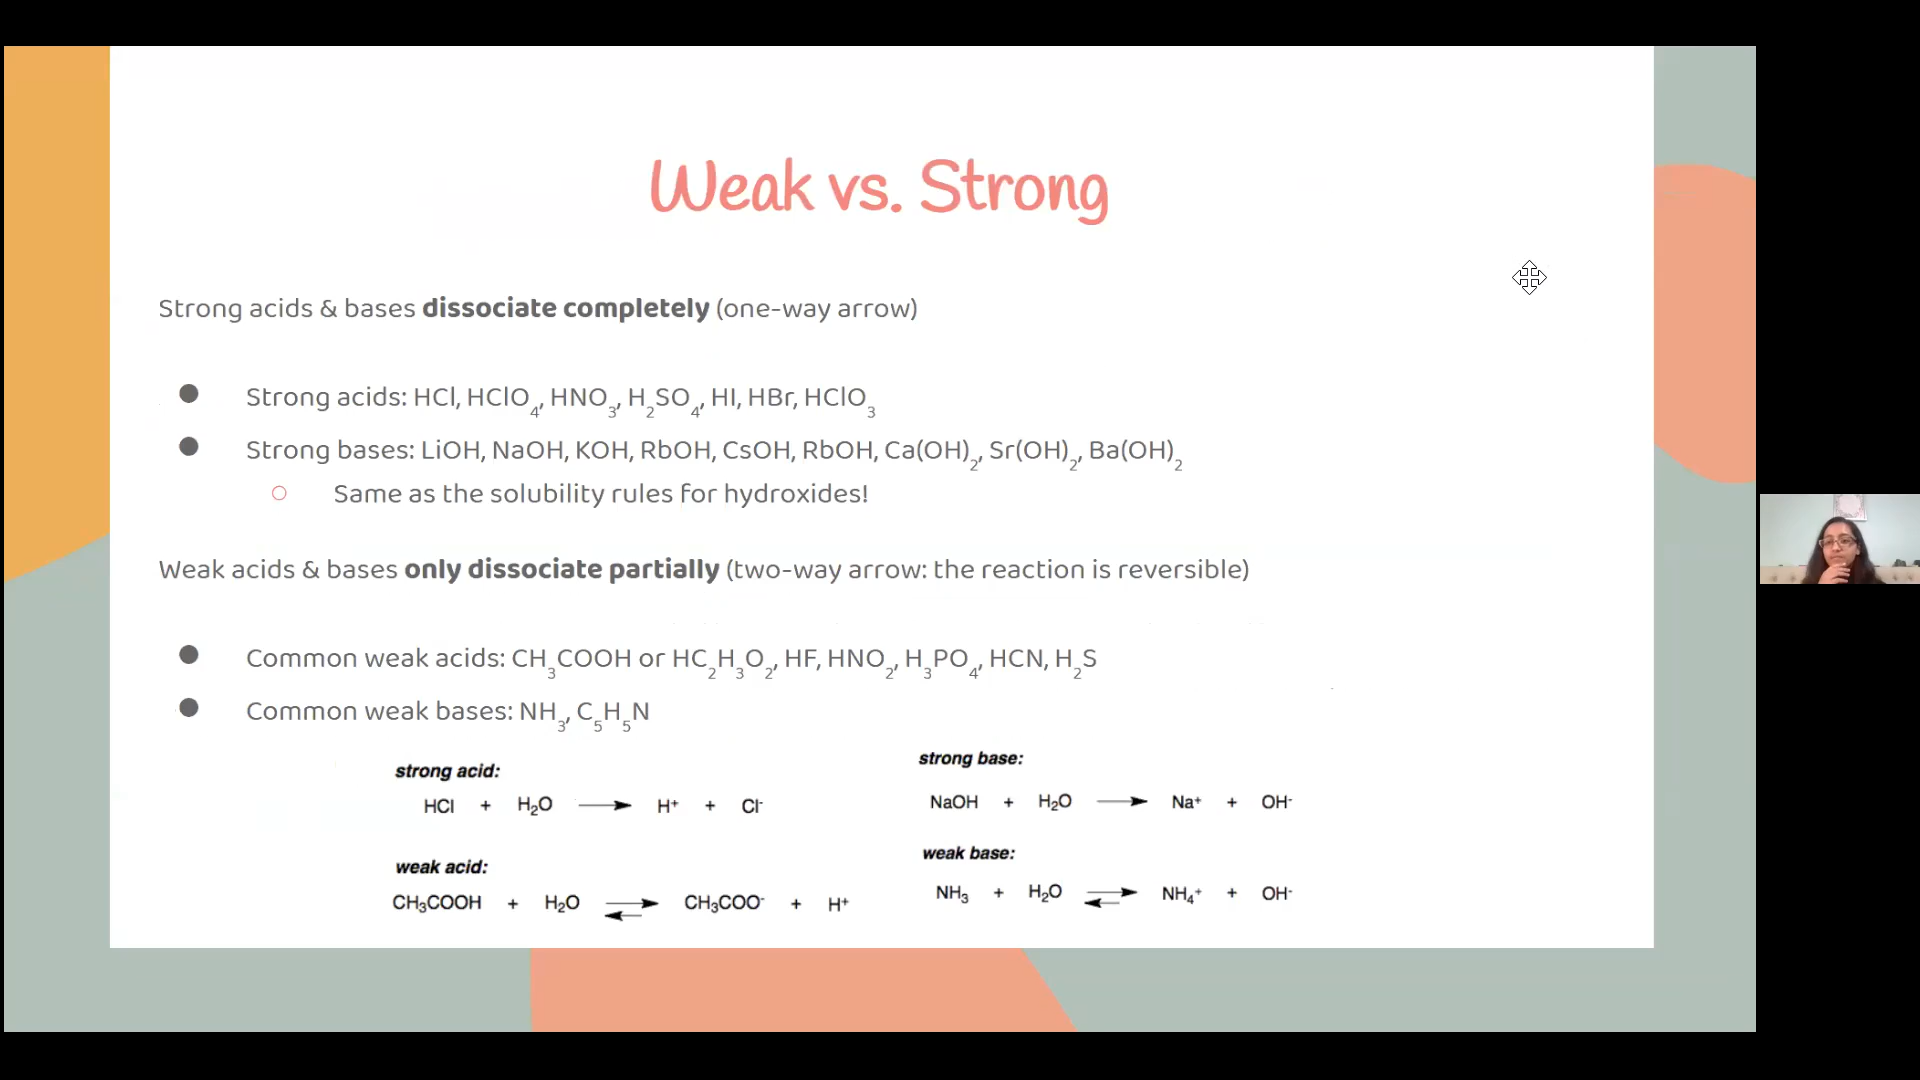 Weak vs. Strong
Strong acids & bases dissociate completely (one-way arrow)
● Strong acids: HCl, HClO₄, HNO₃, H₂SO₄, HI, HBr, HClO₃
● Strong bases: LiOH, NaOH, KOH, RbOH, CsOH, RbOH, Ca(OH)₂, Sr(OH)₂, Ba(OH)₂
○ Same as the solubility rules for hydroxides!
Weak acids & bases only dissociate partially (two-way arrow: the reaction is reversible)
● Common weak acids: CH₃COOH or HC₂H₃O₂, HF, HNO₂, H₃PO₄, HCN, H₂S
● Common weak bases: NH₃, C₅H₅N
strong acid:
HCl + H₂O → H⁺ + Cl⁻
weak acid:
CH₃COOH + H₂O ⇌ CH₃COO⁻ + H⁺
strong base:
NaOH + H₂O → Na⁺ + OH⁻
weak base:
NH₃ + H₂O ⇌ NH₄⁺ + OH⁻